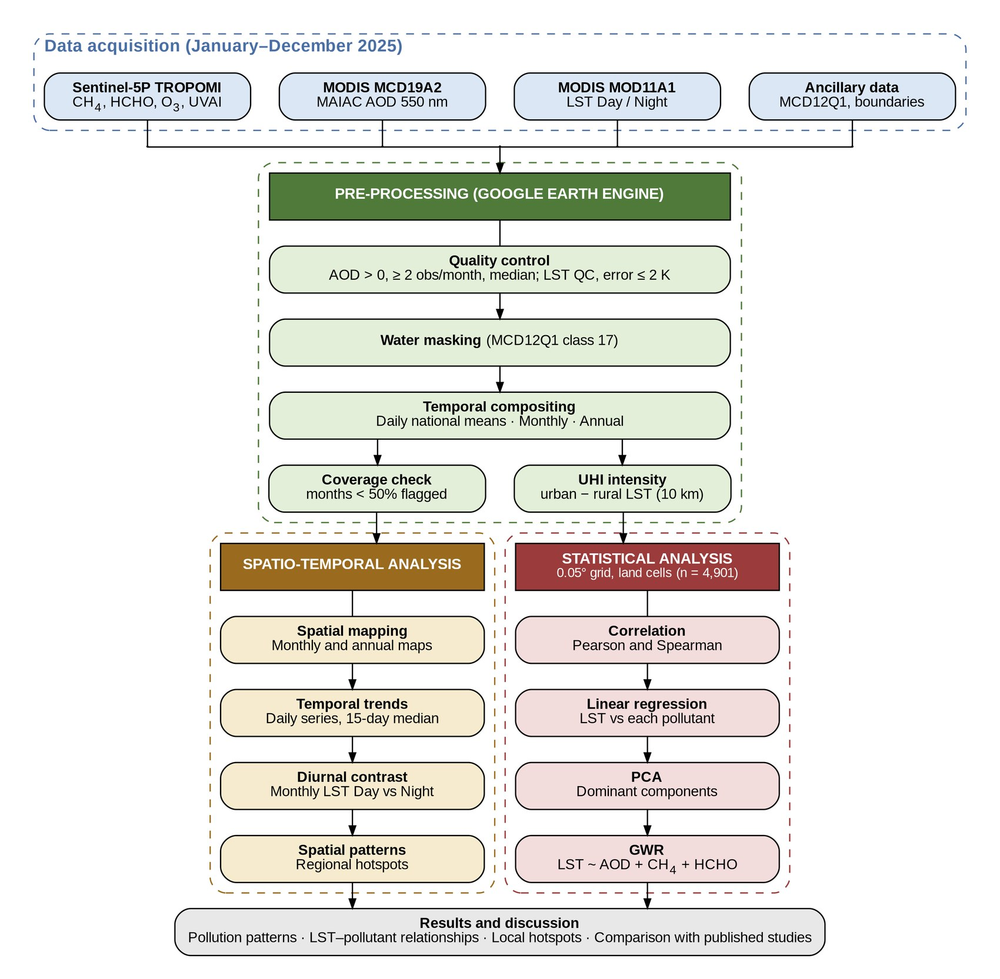 Data acquisition (January–December 2025)
Sentinel-5P TROPOMI
CH₄, HCHO, O₃, UVAI
MODIS MCD19A2
MAIAC AOD 550 nm
MODIS MOD11A1
LST Day / Night
Ancillary data
MCD12Q1, boundaries
PRE-PROCESSING (GOOGLE EARTH ENGINE)
Quality control
AOD > 0, ≥ 2 obs/month, median; LST QC, error ≤ 2 K
Water masking (MCD12Q1 class 17)
Temporal compositing
Daily national means · Monthly · Annual
Coverage check
months < 50% flagged
UHI intensity
urban − rural LST (10 km)
SPATIO-TEMPORAL ANALYSIS
Spatial mapping
Monthly and annual maps
Temporal trends
Daily series, 15-day median
Diurnal contrast
Monthly LST Day vs Night
Spatial patterns
Regional hotspots
STATISTICAL ANALYSIS
0.05° grid, land cells (n = 4,901)
Correlation
Pearson and Spearman
Linear regression
LST vs each pollutant
PCA
Dominant components
GWR
LST ~ AOD + CH₄ + HCHO
Results and discussion
Pollution patterns · LST–pollutant relationships · Local hotspots · Comparison with published studies